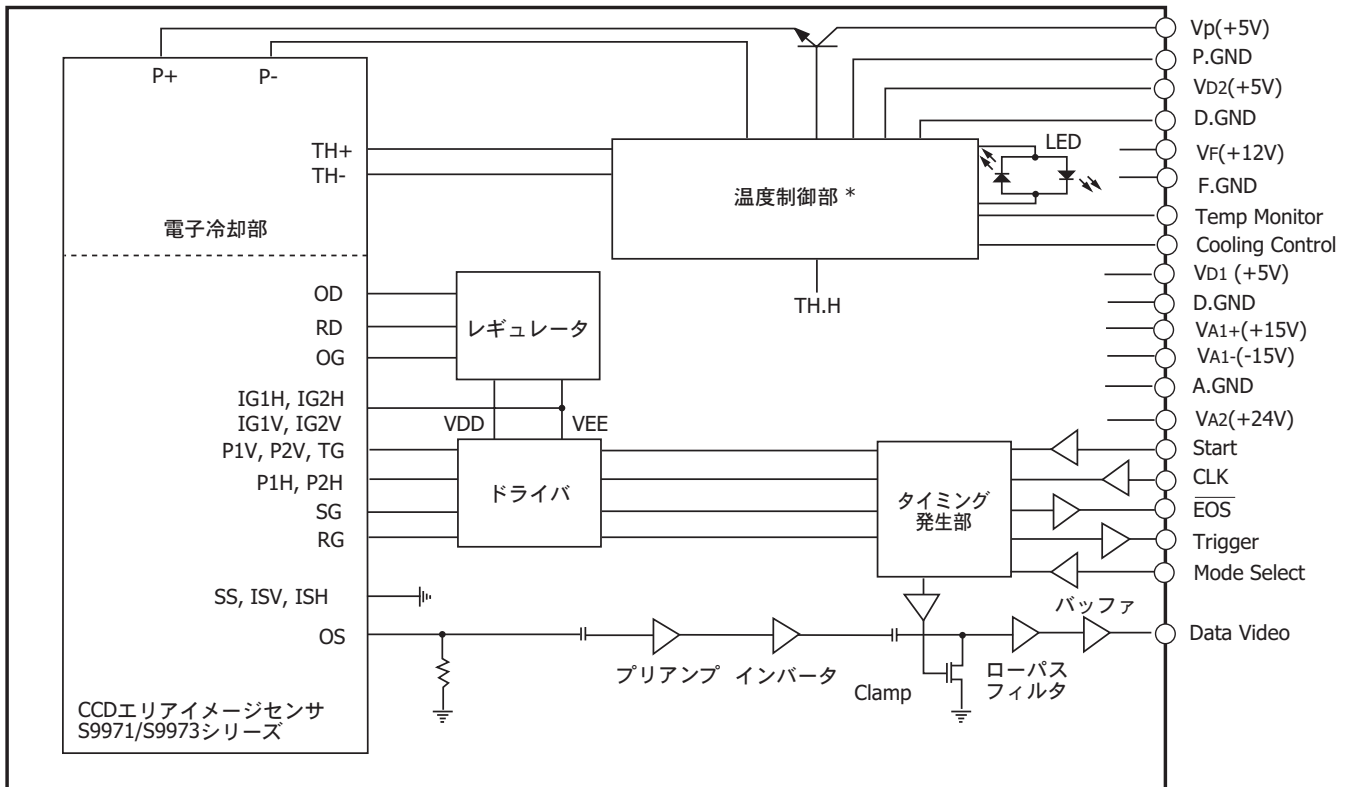 Vp(+5V)
P.GND
VD2(+5V)
D.GND
VF(+12V)
F.GND
Temp Monitor
Cooling Control
VD1 (+5V)
D.GND
VA1+(+15V)
VA1-(-15V)
A.GND
VA2(+24V)
Start
CLK
EOS
Trigger
Mode Select
Data Video
P+
P-
TH+
TH-
電子冷却部
OD
RD
OG
IG1H, IG2H
IG1V, IG2V
P1V, P2V, TG
P1H, P2H
SG
RG
SS, ISV, ISH
OS
CCDエリアイメージセンサ
S9971/S9973シリーズ
温度制御部 *
LED
TH.H
レギュレータ
VDD
VEE
ドライバ
タイミング
発生部
プリアンプ
インバータ
Clamp
ローパス
フィルタ
バッファ